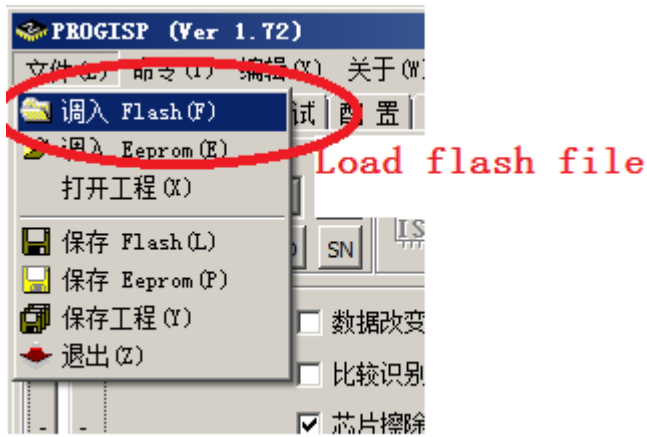 PROGISP (Ver 1.72)
命令(I) 编辑(X) 关于(W)
调入 Flash(F)
试 配 置
调入 Eeprom(E)
Load flash file
打开工程(X)
保存 Flash(L)
SN
保存 Eeprom(P)
保存工程(Y)
数据改变
退出(Z)
比较识别
芯片擦除